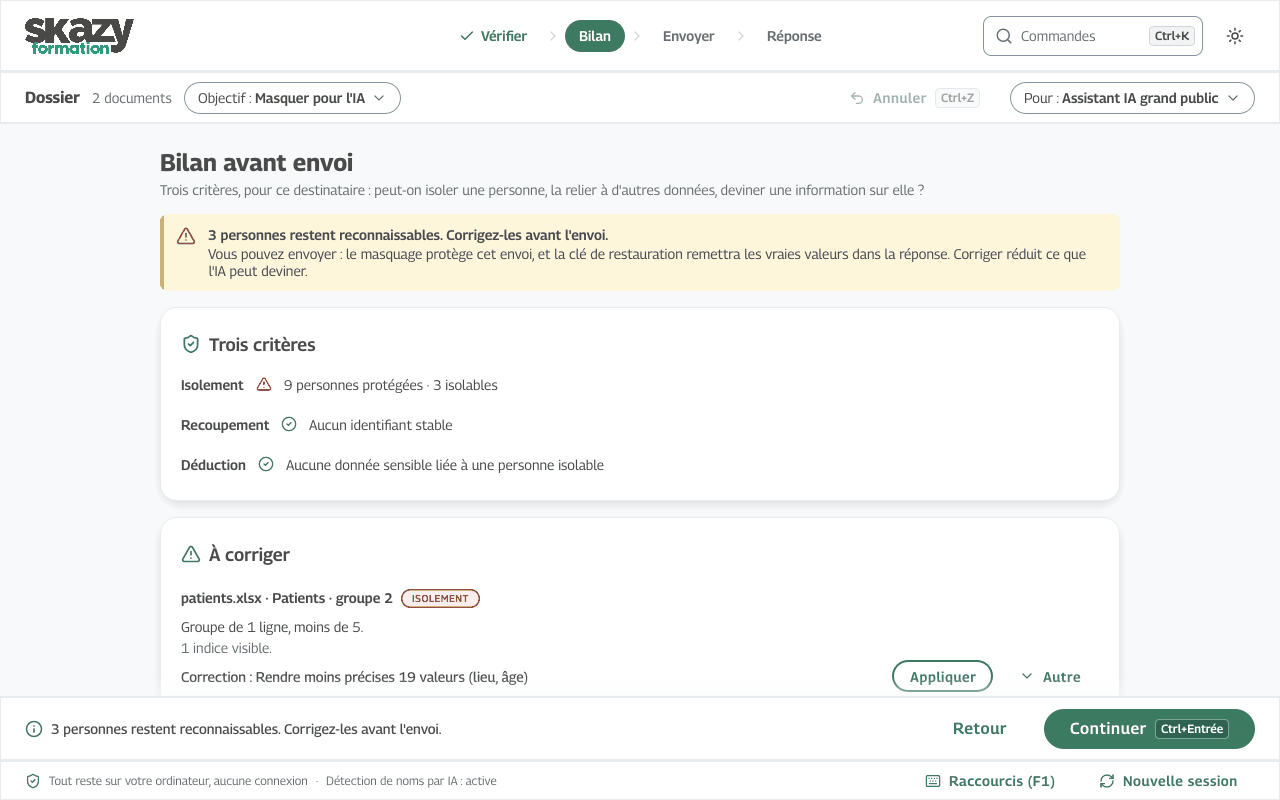 skazy
formation
Vérifier
Bilan
Envoyer
Réponse
Commandes Ctrl+K
Dossier 2 documents Objectif : Masquer pour l'IA
Annuler Ctrl+Z
Pour : Assistant IA grand public
Bilan avant envoi
Trois critères, pour ce destinataire : peut-on isoler une personne, la relier à d'autres données, deviner une information sur elle ?
3 personnes restent reconnaissables. Corrigez-les avant l'envoi.
Vous pouvez envoyer : le masquage protège cet envoi, et la clé de restauration remettra les vraies valeurs dans la réponse. Corriger réduit ce que
l'IA peut deviner.
Trois critères
Isolement 9 personnes protégées · 3 isolables
Recoupement Aucun identifiant stable
Déduction Aucune donnée sensible liée à une personne isolable
À corriger
patients.xlsx · Patients · groupe 2 ISOLEMENT
Groupe de 1 ligne, moins de 5.
1 indice visible.
Correction : Rendre moins précises 19 valeurs (lieu, âge)
Appliquer
Autre
3 personnes restent reconnaissables. Corrigez-les avant l'envoi.
Retour
Continuer Ctrl+Entrée
Tout reste sur votre ordinateur, aucune connexion · Détection de noms par IA : active
Raccourcis (F1)
Nouvelle session